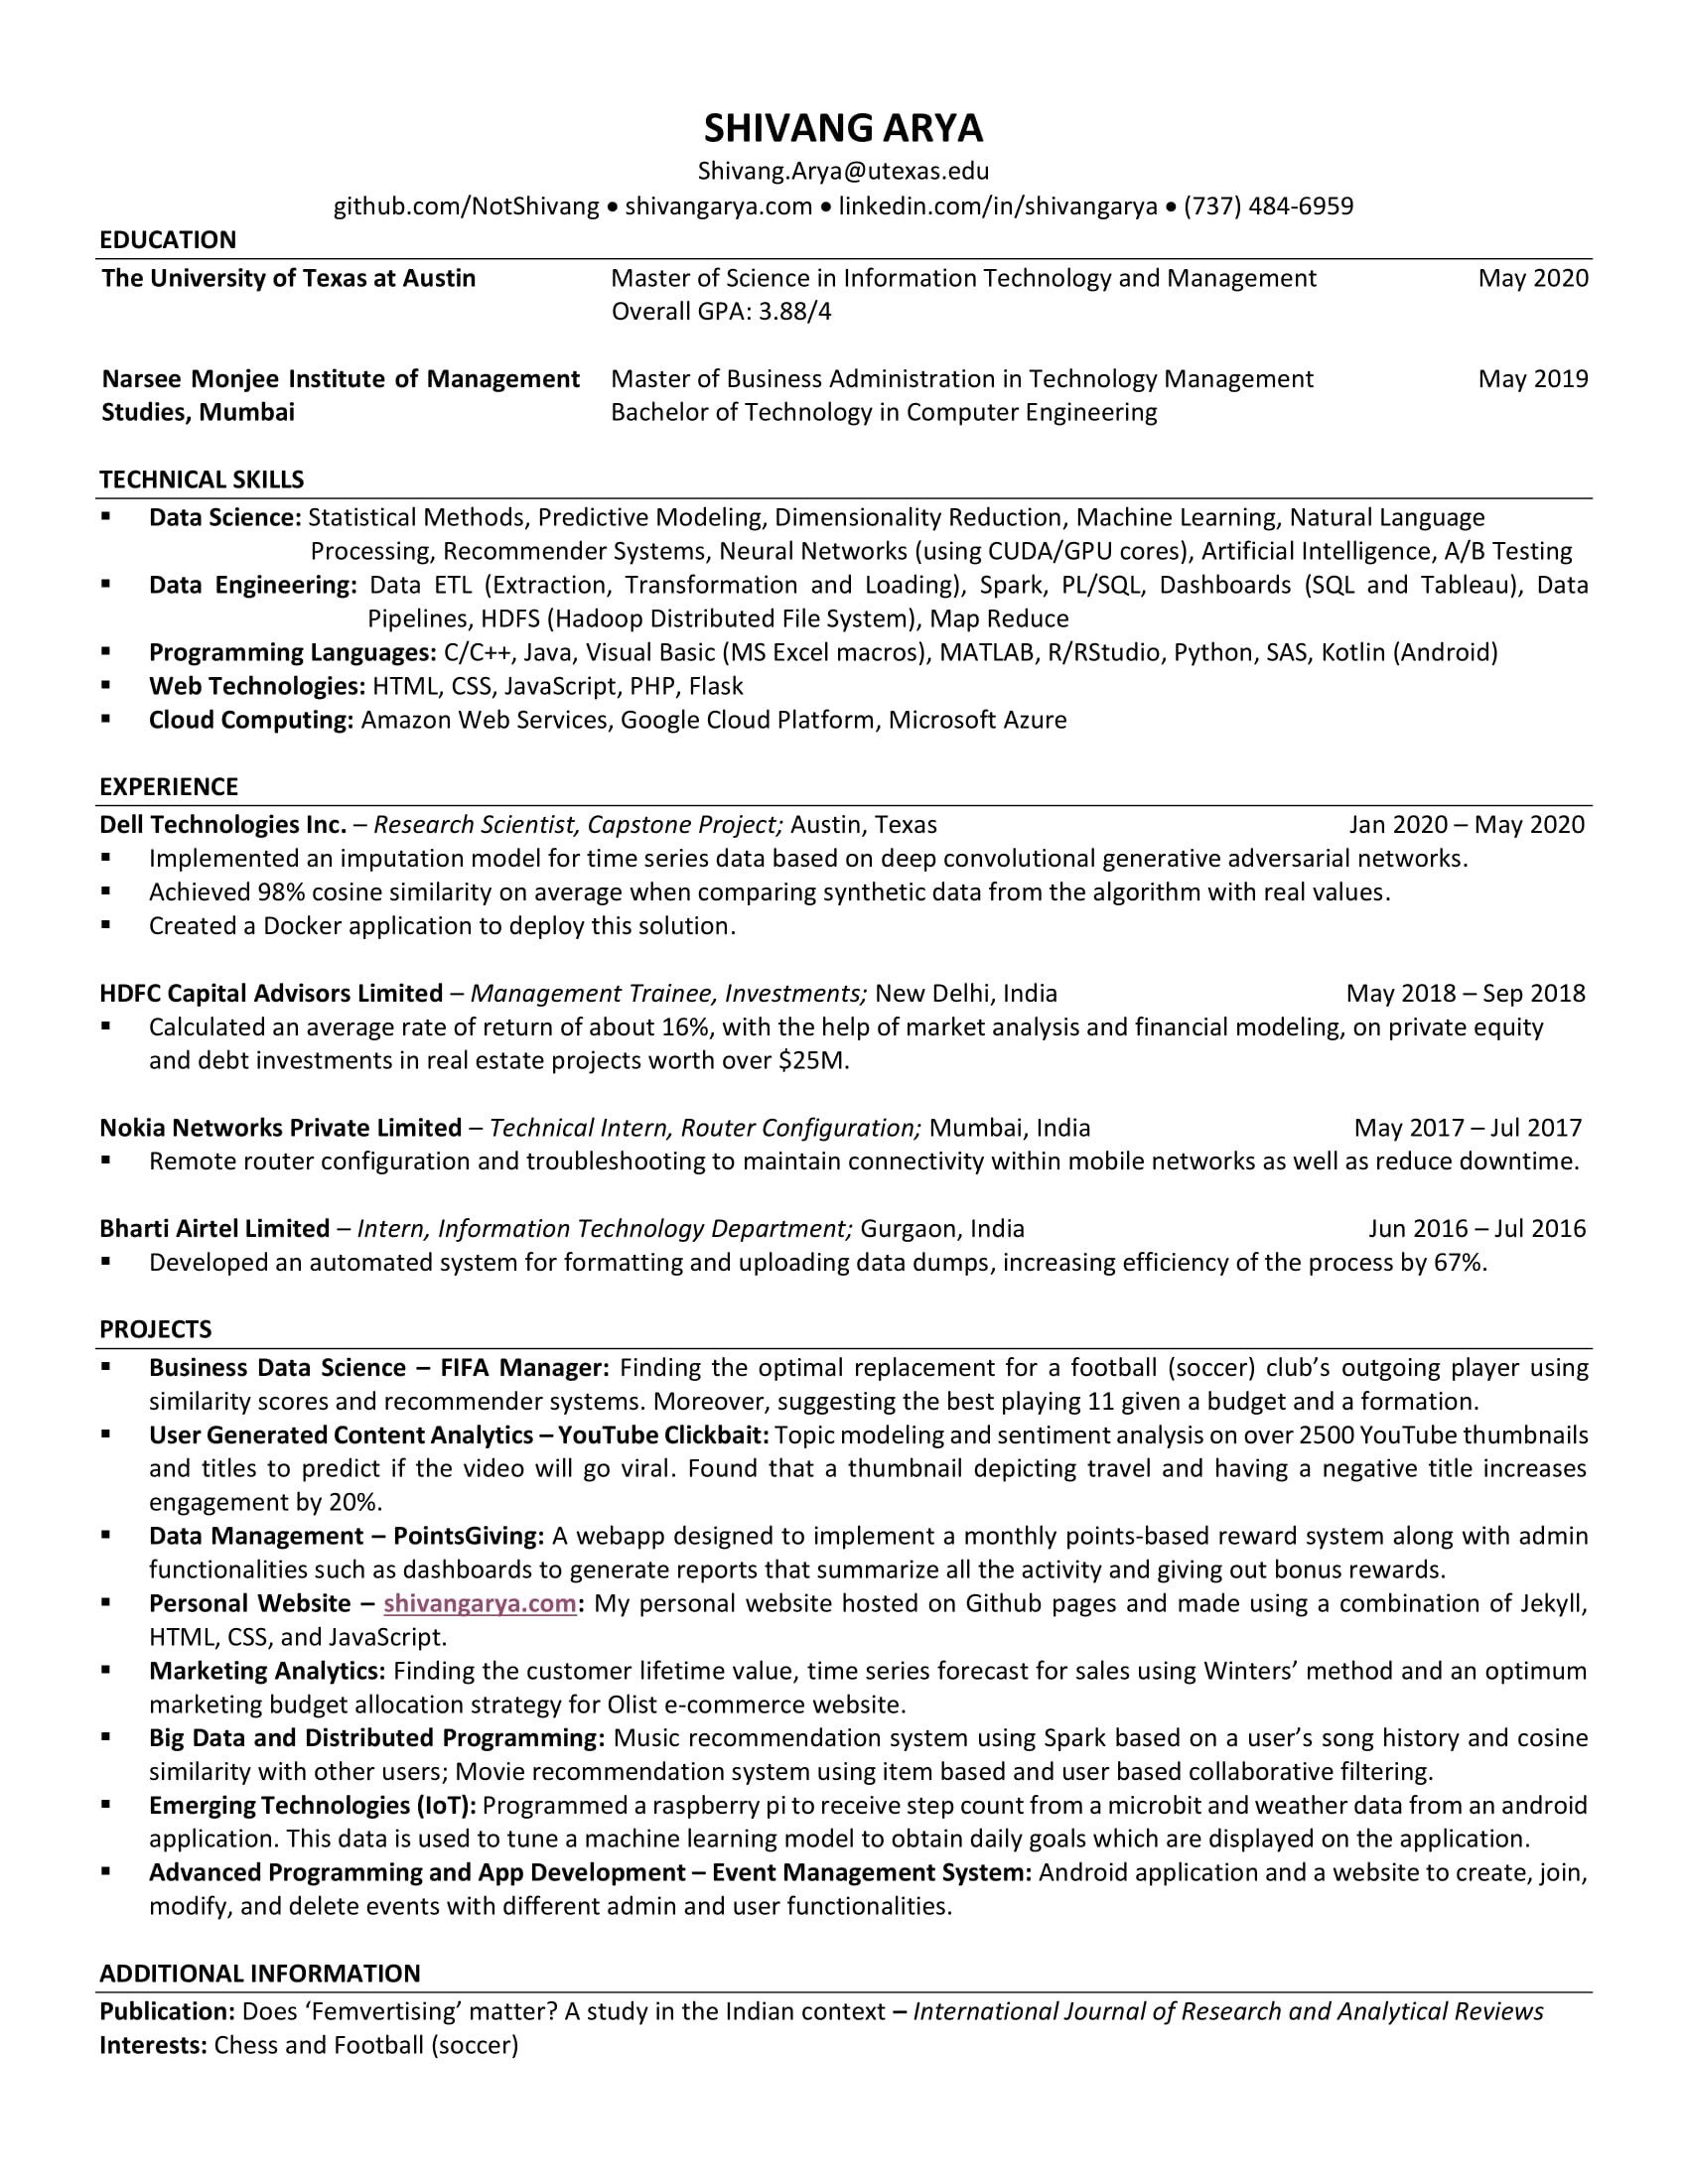 SHIVANG ARYA
Shivang.Arya@utexas.edu
github.com/NotShivang • shivangarya.com • linkedin.com/in/shivangarya • (737) 484-6959
EDUCATION
The University of Texas at Austin Master of Science in Information Technology and Management May 2020
Overall GPA: 3.88/4
Narsee Monjee Institute of Management Master of Business Administration in Technology Management May 2019
Studies, Mumbai Bachelor of Technology in Computer Engineering
TECHNICAL SKILLS
▪ Data Science: Statistical Methods, Predictive Modeling, Dimensionality Reduction, Machine Learning, Natural Language
Processing, Recommender Systems, Neural Networks (using CUDA/GPU cores), Artificial Intelligence, A/B Testing
▪ Data Engineering: Data ETL (Extraction, Transformation and Loading), Spark, PL/SQL, Dashboards (SQL and Tableau), Data
Pipelines, HDFS (Hadoop Distributed File System), Map Reduce
▪ Programming Languages: C/C++, Java, Visual Basic (MS Excel macros), MATLAB, R/RStudio, Python, SAS, Kotlin (Android)
▪ Web Technologies: HTML, CSS, JavaScript, PHP, Flask
▪ Cloud Computing: Amazon Web Services, Google Cloud Platform, Microsoft Azure
EXPERIENCE
Dell Technologies Inc. – Research Scientist, Capstone Project; Austin, Texas Jan 2020 – May 2020
▪ Implemented an imputation model for time series data based on deep convolutional generative adversarial networks.
▪ Achieved 98% cosine similarity on average when comparing synthetic data from the algorithm with real values.
▪ Created a Docker application to deploy this solution.
HDFC Capital Advisors Limited – Management Trainee, Investments; New Delhi, India May 2018 – Sep 2018
▪ Calculated an average rate of return of about 16%, with the help of market analysis and financial modeling, on private equity
and debt investments in real estate projects worth over $25M.
Nokia Networks Private Limited – Technical Intern, Router Configuration; Mumbai, India May 2017 – Jul 2017
▪ Remote router configuration and troubleshooting to maintain connectivity within mobile networks as well as reduce downtime.
Bharti Airtel Limited – Intern, Information Technology Department; Gurgaon, India Jun 2016 – Jul 2016
▪ Developed an automated system for formatting and uploading data dumps, increasing efficiency of the process by 67%.
PROJECTS
▪ Business Data Science – FIFA Manager: Finding the optimal replacement for a football (soccer) club’s outgoing player using
similarity scores and recommender systems. Moreover, suggesting the best playing 11 given a budget and a formation.
▪ User Generated Content Analytics – YouTube Clickbait: Topic modeling and sentiment analysis on over 2500 YouTube thumbnails
and titles to predict if the video will go viral. Found that a thumbnail depicting travel and having a negative title increases
engagement by 20%.
▪ Data Management – PointsGiving: A webapp designed to implement a monthly points-based reward system along with admin
functionalities such as dashboards to generate reports that summarize all the activity and giving out bonus rewards.
▪ Personal Website – shivangarya.com: My personal website hosted on Github pages and made using a combination of Jekyll,
HTML, CSS, and JavaScript.
▪ Marketing Analytics: Finding the customer lifetime value, time series forecast for sales using Winters’ method and an optimum
marketing budget allocation strategy for Olist e-commerce website.
▪ Big Data and Distributed Programming: Music recommendation system using Spark based on a user’s song history and cosine
similarity with other users; Movie recommendation system using item based and user based collaborative filtering.
▪ Emerging Technologies (IoT): Programmed a raspberry pi to receive step count from a microbit and weather data from an android
application. This data is used to tune a machine learning model to obtain daily goals which are displayed on the application.
▪ Advanced Programming and App Development – Event Management System: Android application and a website to create, join,
modify, and delete events with different admin and user functionalities.
ADDITIONAL INFORMATION
Publication: Does ‘Femvertising’ matter? A study in the Indian context – International Journal of Research and Analytical Reviews
Interests: Chess and Football (soccer)